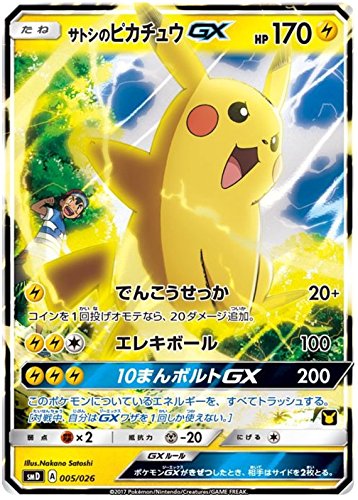 たね サトシのピカチュウGX HP 170
でんこうせっか 20+
コインを1回投げオモテなら、20ダメージ追加。
エレキボール 100
10まんボルトGX 200
このポケモンについているエネルギーを、すべてトラッシュする。
[対戦中、自分はGXワザを1回しか使えない。]
弱点 ×2 抵抗力 -20 にげる
GXルール
Illus.Nakano Satoshi
ポケモンGXがきぜつしたとき、相手はサイドを2枚とる。
smD A 005/026
©2017 Pokémon/Nintendo/Creatures/GAME FREAK.